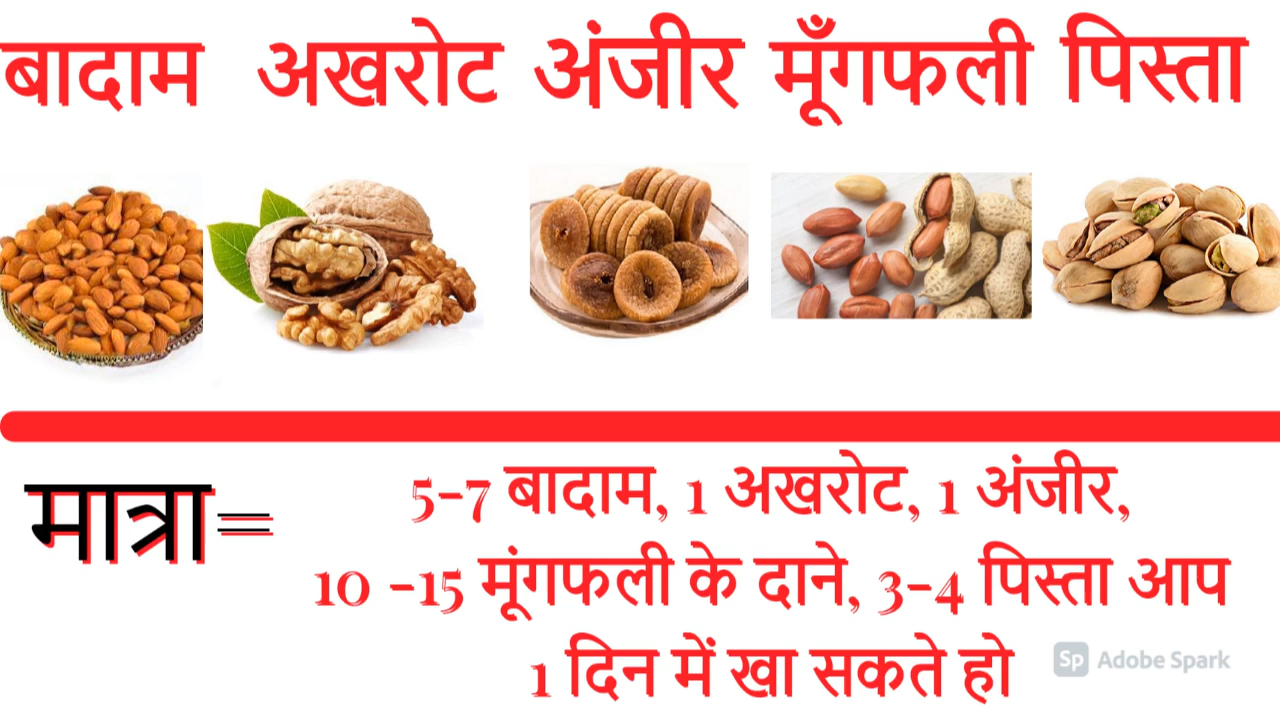 बादाम अखरोट अंजीर मूँगफली पिस्ता
मात्रा=
5-7 बादाम, 1 अखरोट, 1 अंजीर,
10 -15 मूंगफली के दाने, 3-4 पिस्ता आप
1 दिन में खा सकते हो
Sp Adobe Spark